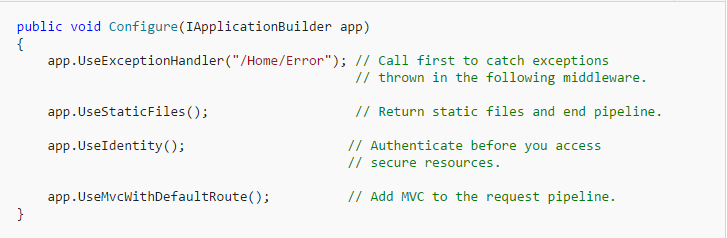 public void Configure(IApplicationBuilder app)
{
    app.UseExceptionHandler("/Home/Error"); // Call first to catch exceptions
                                            // thrown in the following middleware.
    app.UseStaticFiles();                   // Return static files and end pipeline.
    app.UseIdentity();                     // Authenticate before you access
                                           // secure resources.
    app.UseMvcWithDefaultRoute();          // Add MVC to the request pipeline.
}